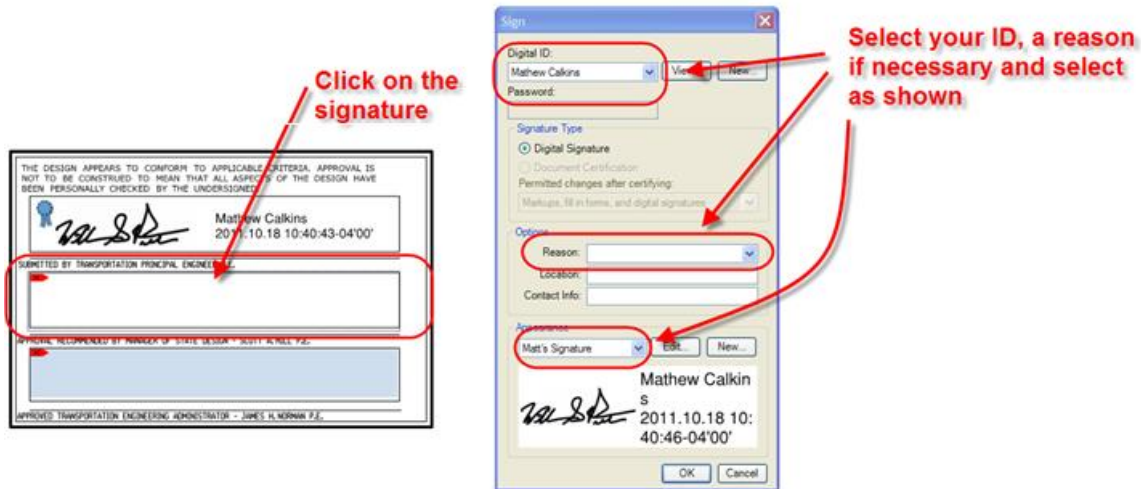 Click on the
signature
THE DESIGN APPEARS TO CONFORM TO APPLICABLE CRITERIA. APPROVAL IS
NOT TO BE CONSTRUED TO MEAN THAT ALL ASPECTS OF THE DESIGN HAVE
BEEN PERSONALLY CHECKED BY THE UNDERSIGNED
Mathew Calkins
2011.10.18 10:40:43-04'00'
SUBMITTED BY TRANSPORTATION PRINCIPAL ENGINEER P.E.
APPROVAL RECOMMENDED BY MANAGER OF STATE DESIGN - SCOTT A. HILL P.E.
APPROVED TRANSPORTATION ENGINEERING ADMINISTRATOR - JAMES H. NORMAN P.E.
Sign
Digital ID:
Mathew Calkins
View...
New...
Password:
Signature Type
Digital Signature
Document Certification
Permitted changes after certifying:
Markups, fill in forms, and digital signatures
Options
Reason:
Location:
Contact Info:
Appearance
Matt's Signature
Edit...
New...
Mathew Calkin
s
2011.10.18 10:
40:46-04'00'
OK
Cancel
Select your ID, a reason
if necessary and select
as shown